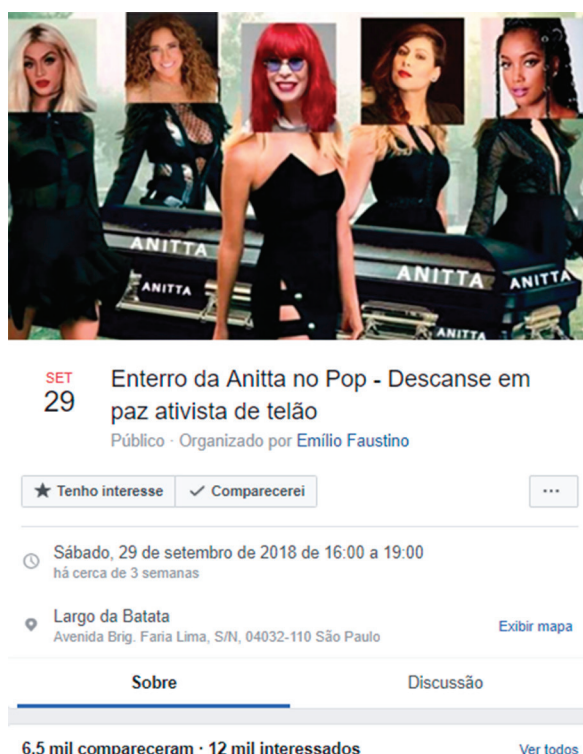 ANITTA
ANITTA
ANITTA
ANITTA
ANITTA
SET
29
Enterro da Anitta no Pop - Descanse em
paz ativista de telão
Público · Organizado por Emílio Faustino
Tenho interesse
Comparecerei
...
Sábado, 29 de setembro de 2018 de 16:00 a 19:00
há cerca de 3 semanas
Largo da Batata
Avenida Brig. Faria Lima, S/N, 04032-110 São Paulo
Exibir mapa
Sobre
Discussão
6,5 mil compareceram · 12 mil interessados
Ver todos